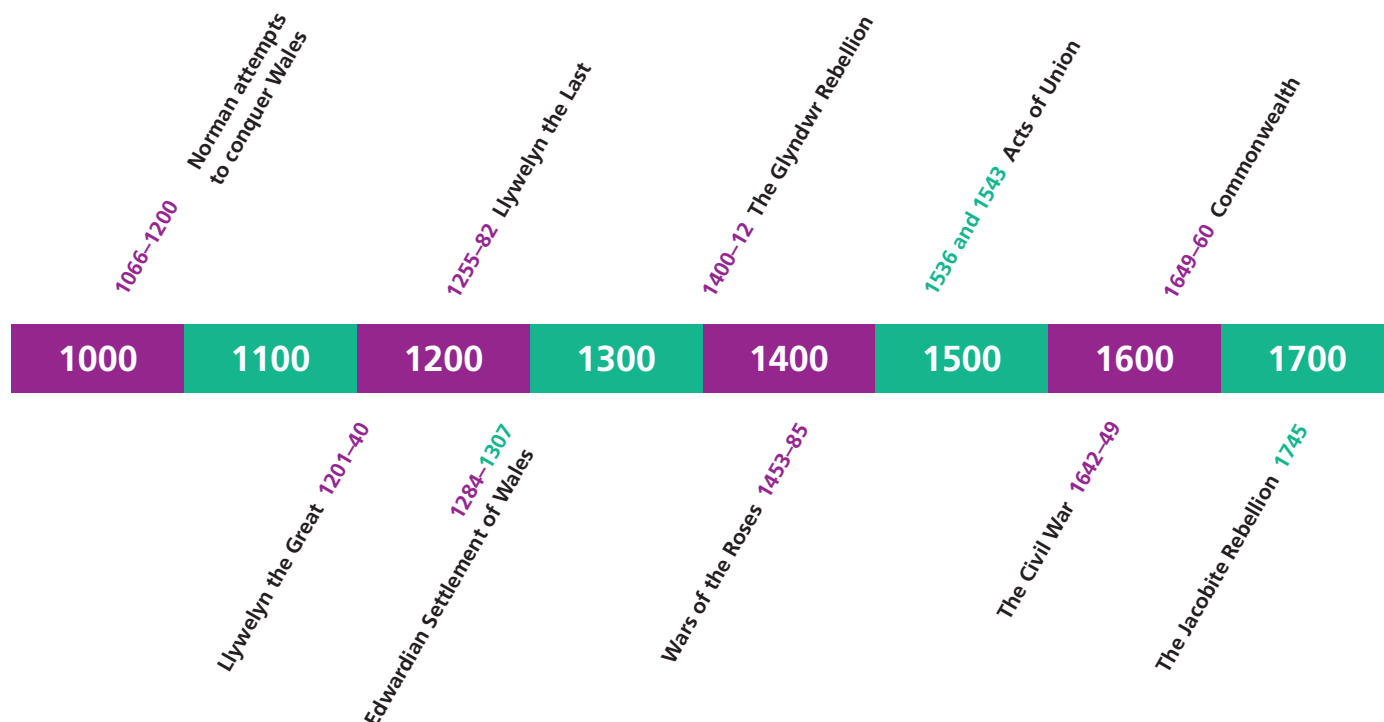 1066–1200 Norman attempts
to conquer Wales
1255–82 Llywelyn the Last
1400–12 The Glyndwr Rebellion
1536 and 1543 Acts of Union
1649–60 Commonwealth
1000 1100 1200 1300 1400 1500 1600 1700
Llywelyn the Great 1201–40
1284–1307
Edwardian Settlement of Wales
Wars of the Roses 1453–85
The Civil War 1642–49
The Jacobite Rebellion 1745